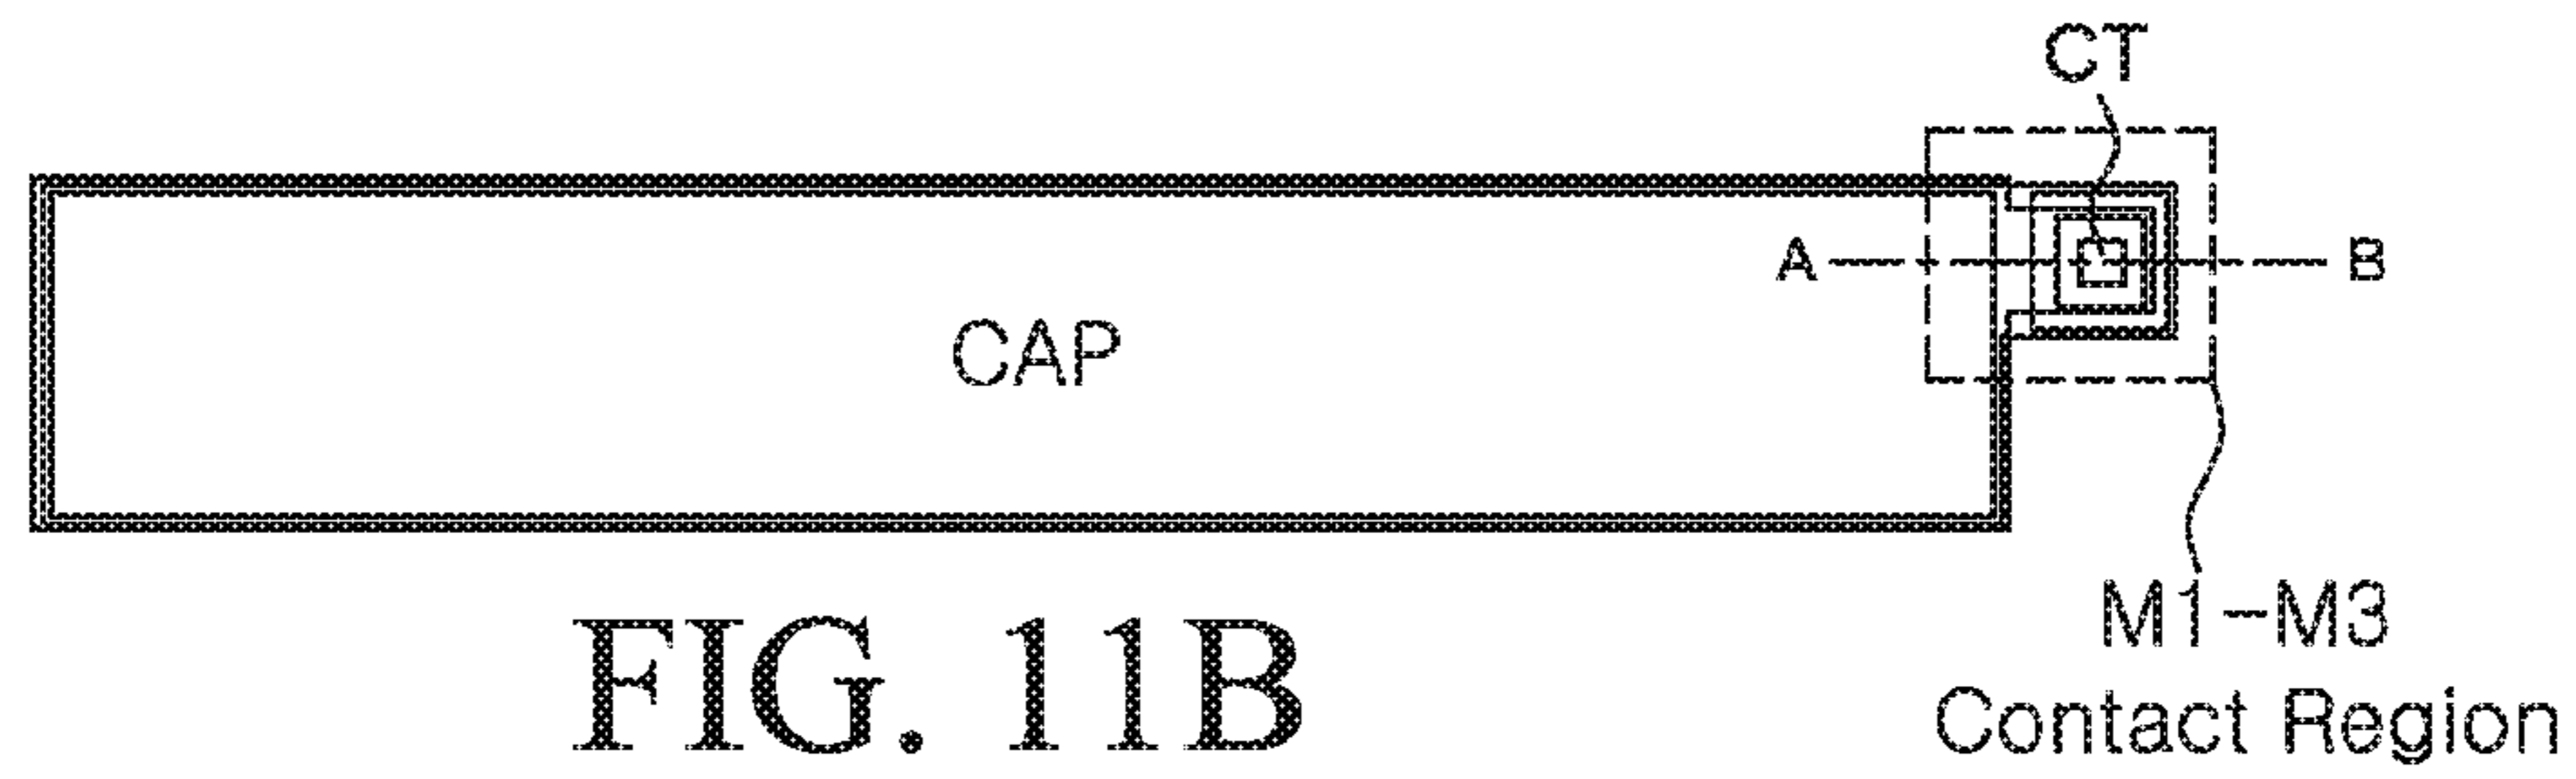 CT
A
B
CAP
M1-M3
Contact Region
FIG. 11B